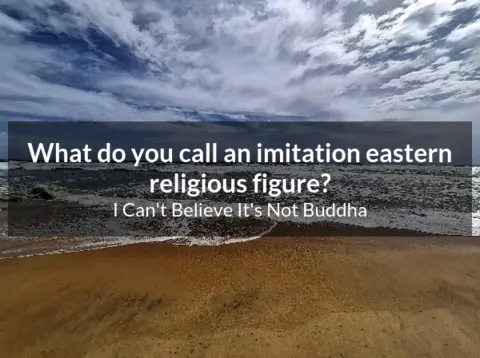 What do you call an imitation eastern
religious figure?
I Can't Believe It's Not Buddha